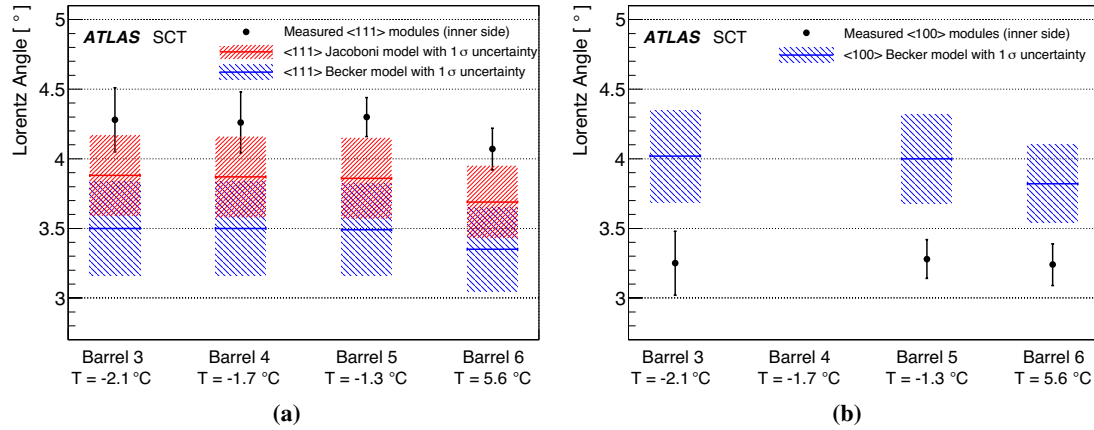 Lorentz Angle [ ° ]
5
4.5
4
3.5
3
ATLAS SCT
Measured <111> modules (inner side)
<111> Jacoboni model with 1 σ uncertainty
<111> Becker model with 1 σ uncertainty
Barrel 3 Barrel 4 Barrel 5 Barrel 6
T = -2.1 °C T = -1.7 °C T = -1.3 °C T = 5.6 °C
(a)
Lorentz Angle [ ° ]
5
4.5
4
3.5
3
ATLAS SCT
Measured <100> modules (inner side)
<100> Becker model with 1 σ uncertainty
Barrel 3 Barrel 4 Barrel 5 Barrel 6
T = -2.1 °C T = -1.7 °C T = -1.3 °C T = 5.6 °C
(b)